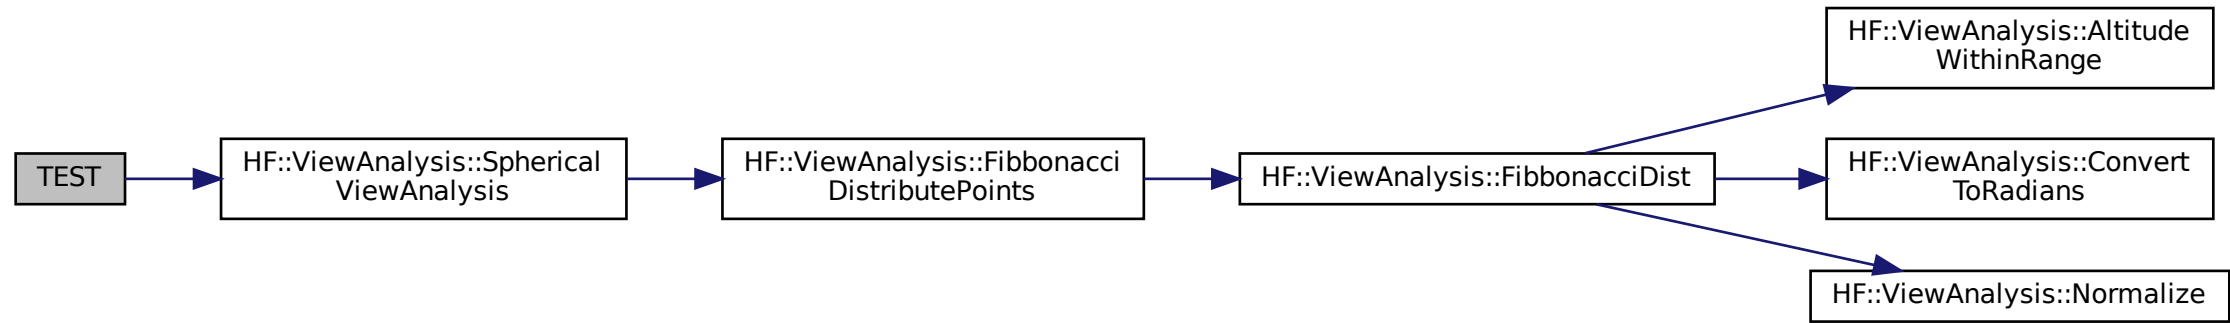 TEST
HF::ViewAnalysis::Spherical
ViewAnalysis
HF::ViewAnalysis::Fibbonacci
DistributePoints
HF::ViewAnalysis::FibbonacciDist
HF::ViewAnalysis::Altitude
WithinRange
HF::ViewAnalysis::Convert
ToRadians
HF::ViewAnalysis::Normalize